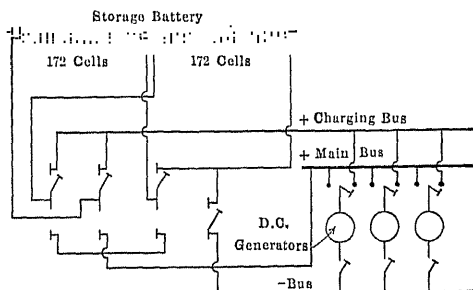 Storage Battery
172 Cells 172 Cells
+ Charging Bus
+ Main Bus
D.C.
Generators
-Bus